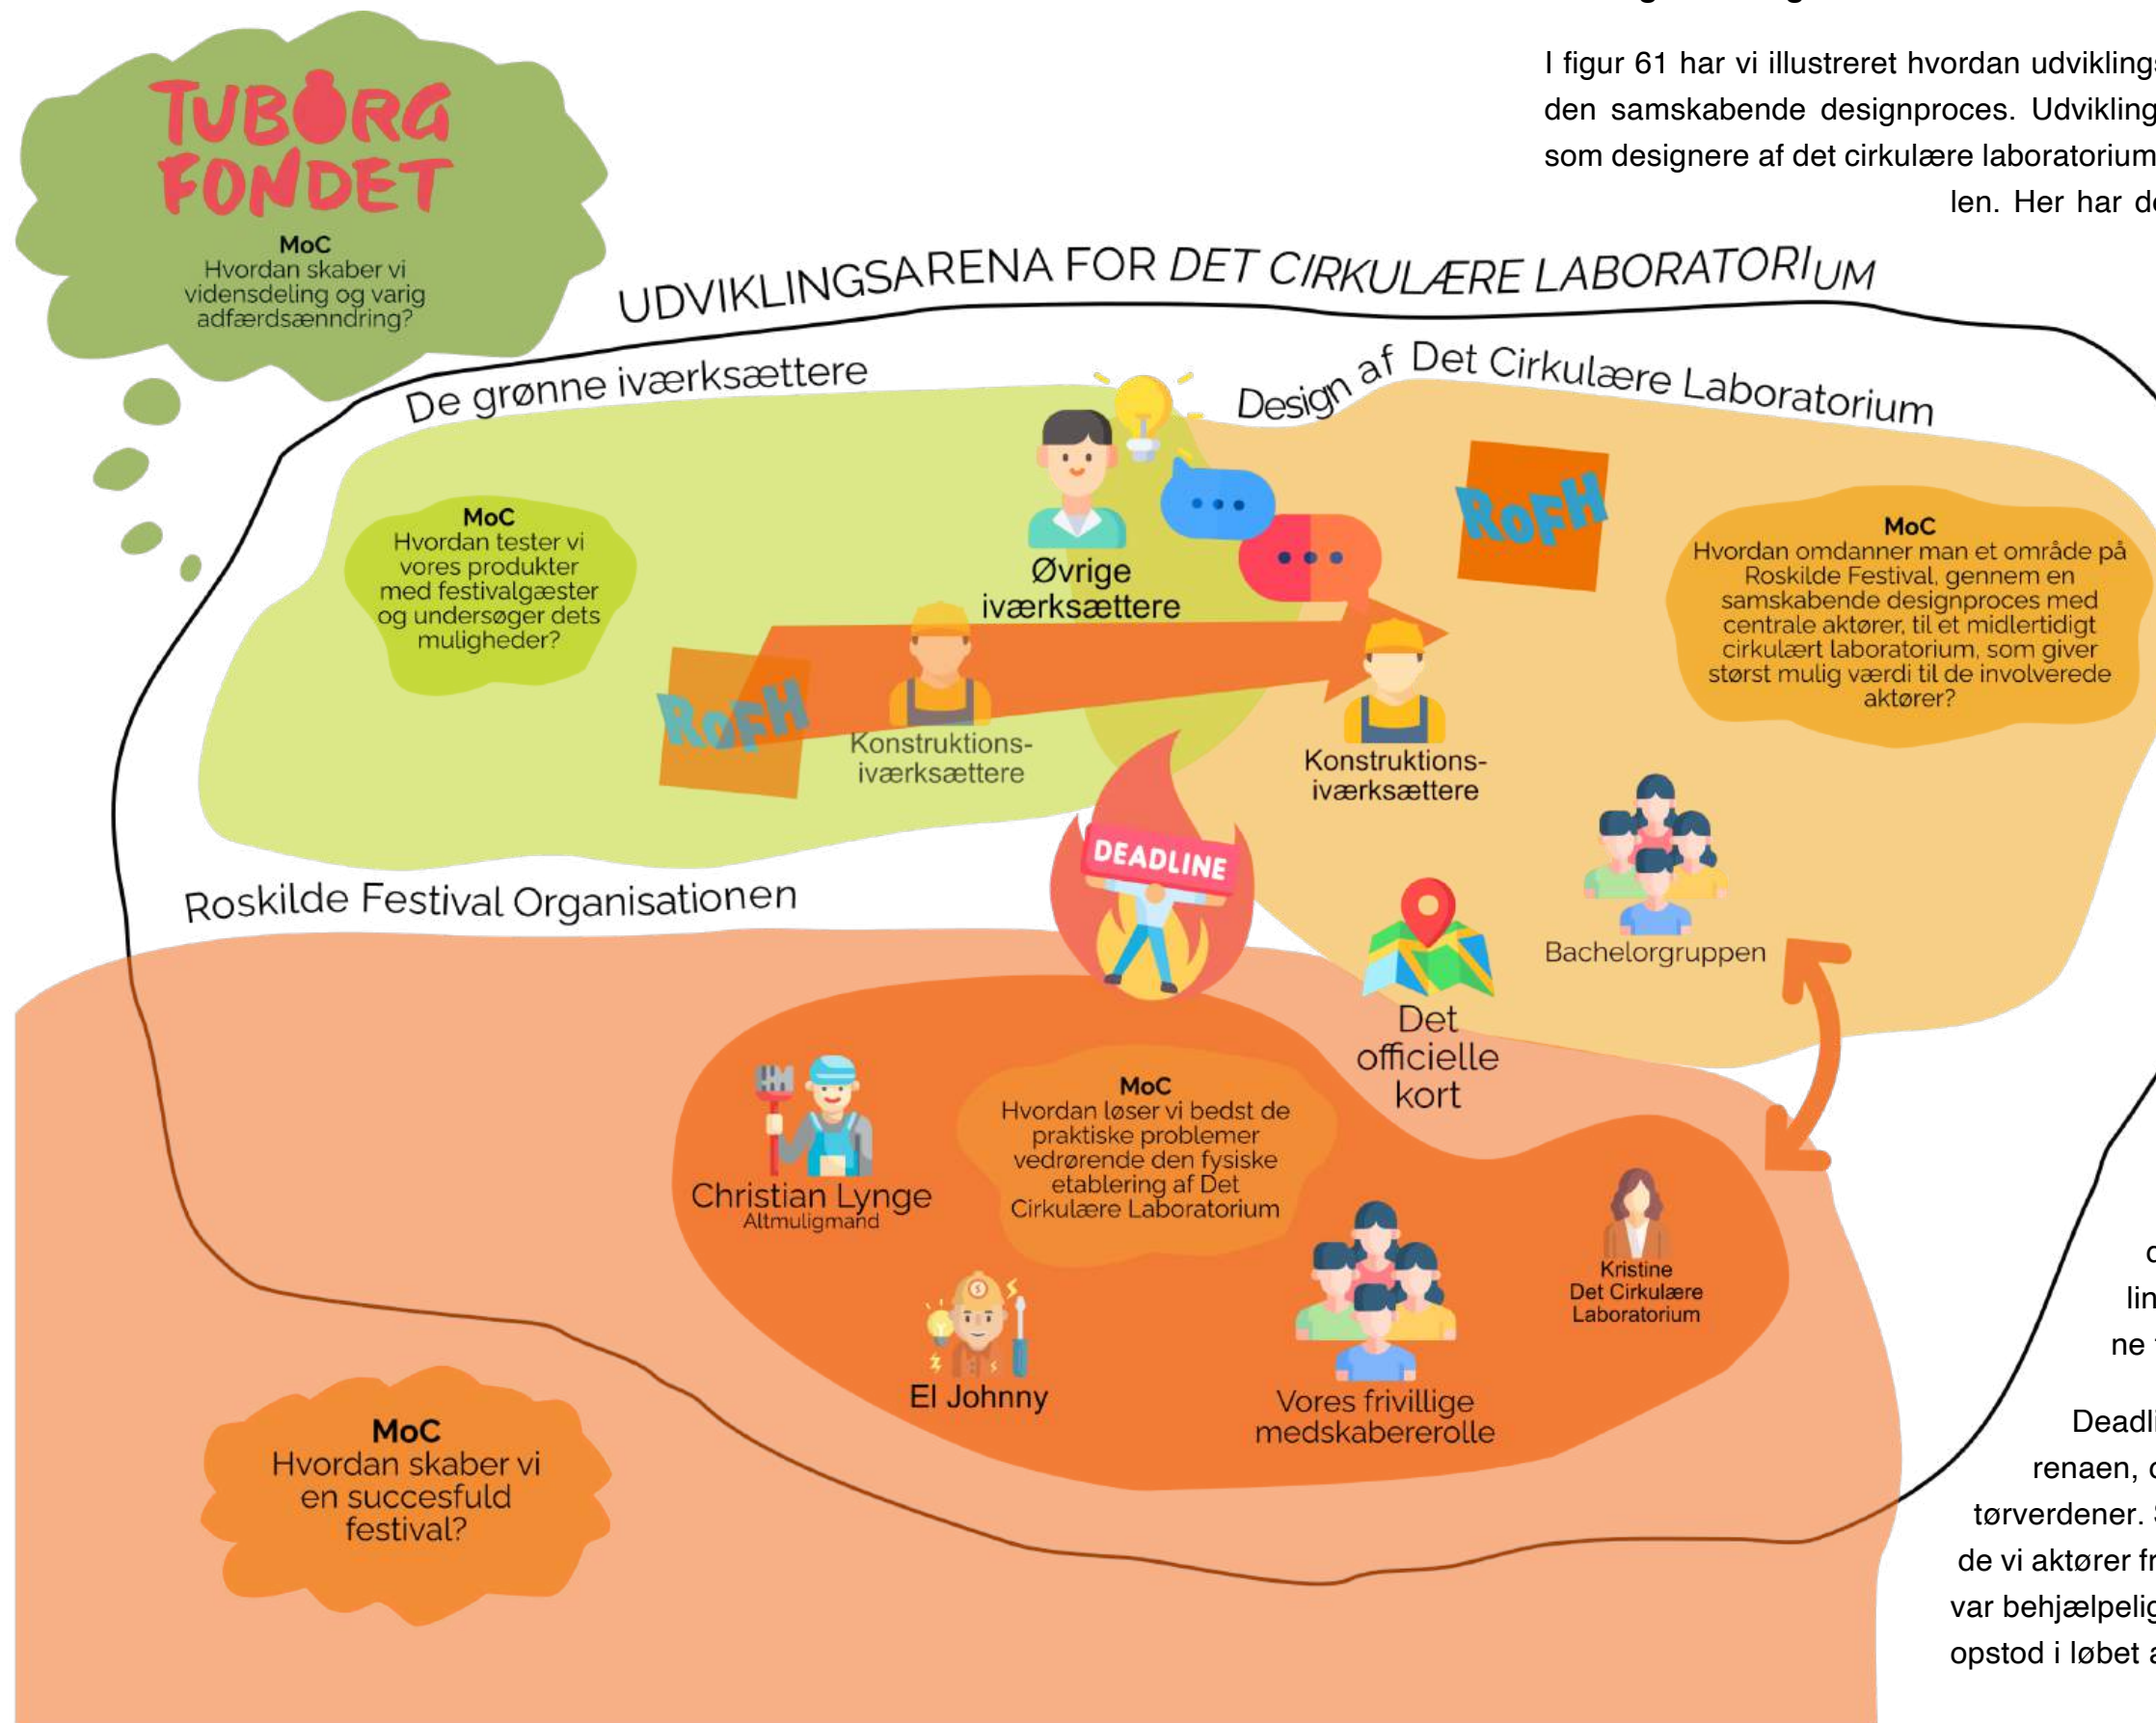 I figur 61 har vi illustreret hvordan
den samskabende designproces.
som designere af det cirkulære laboratorium
len. Her har
TUBORG
FONDET
MoC
Hvordan skaber vi
vidensdeling og varig
adfærdsænndring?
UDVIKLINGSARENA FOR DET CIRKULÆRE LABORATORIUM
De grønne iværksættere
Design af Det Cirkulære Laboratorium
MoC
Hvordan tester vi
vores produkter
med festivalgæster
og undersøger dets
muligheder?
Øvrige
iværksættere
RoFH
MoC
Hvordan omdanner man et område på
Roskilde Festival, gennem en
samskabende designproces med
centrale aktører, til et midlertidigt
cirkulært laboratorium, som giver
størst mulig værdi til de involverede
aktører?
RoFH
Konstruktions-
iværksættere
Konstruktions-
iværksættere
DEADLINE
Bachelorgruppen
Roskilde Festival Organisationen
Det
officielle
kort
Christian Lynge
Altmuligmand
MoC
Hvordan løser vi bedst de
praktiske problemer
vedrørende den fysiske
etablering af Det
Cirkulære Laboratorium
Kristine
Det Cirkulære
Laboratorium
El Johnny
Vores frivillige
medskabererolle
MoC
Hvordan skaber vi
en succesfuld
festival?
lin
ne
Deadl
renaen,
tørverdener.
de vi aktører
var behjælpelig
opstod i løbet